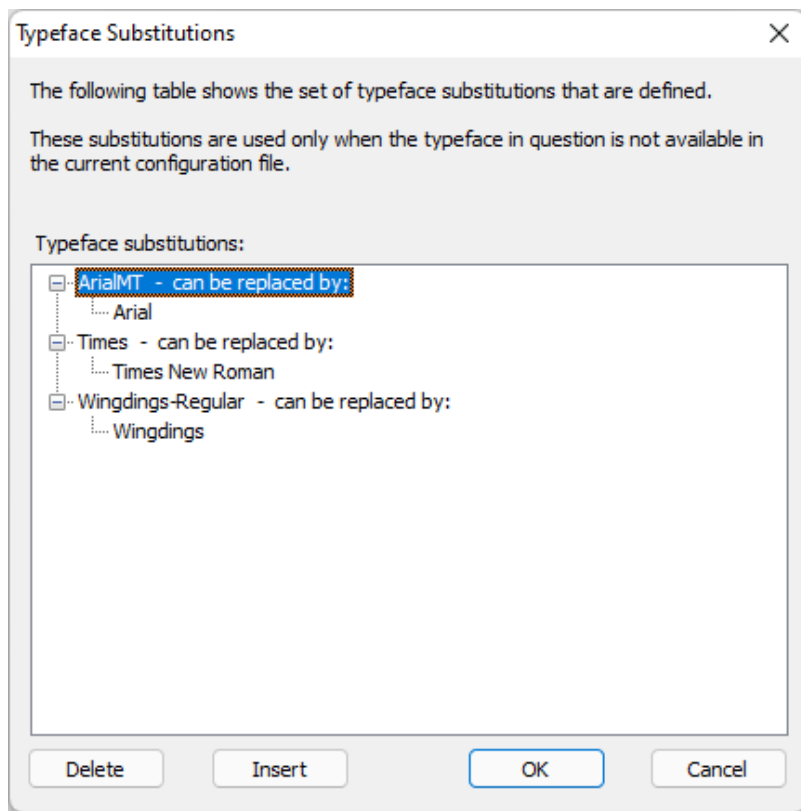 Typeface Substitutions
The following table shows the set of typeface substitutions that are defined.
These substitutions are used only when the typeface in question is not available in
the current configuration file.
Typeface substitutions:
ArialMT - can be replaced by:
Arial
Times - can be replaced by:
Times New Roman
Wingdings-Regular - can be replaced by:
Wingdings
Delete Insert OK Cancel